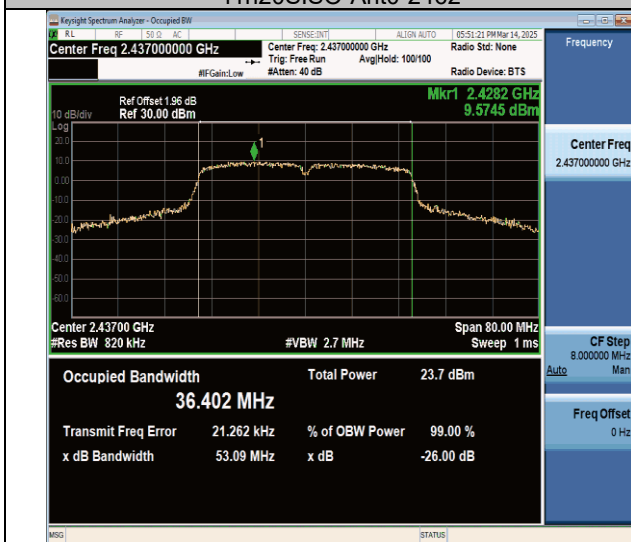 11n20SISO-Ant0-2462
Keysight Spectrum Analyzer - Occupied BW
RL RF 50 Ω AC SENSE:INT ALIGN AUTO 05:51:21 PM Mar 14, 2025
Center Freq 2.437000000 GHz Center Freq: 2.437000000 GHz Radio Std: None Frequency
Trig: Free Run Avg|Hold: 100/100
#IFGain:Low #Atten: 40 dB Radio Device: BTS
Mkr1 2.4282 GHz
9.5745 dBm
Ref Offset 1.96 dB
10 dB/div Ref 30.00 dBm
Log
20.0
10.0
0.00
-10.0
-20.0
-30.0
-40.0
-50.0
-60.0
1
Center Freq
2.437000000 GHz
Center 2.43700 GHz Span 80.00 MHz
#Res BW 820 kHz #VBW 2.7 MHz Sweep 1 ms
CF Step
8.000000 MHz
Auto Man
Occupied Bandwidth Total Power 23.7 dBm
36.402 MHz
Freq Offset
0 Hz
Transmit Freq Error 21.262 kHz % of OBW Power 99.00 %
x dB Bandwidth 53.09 MHz x dB -26.00 dB
MSG STATUS